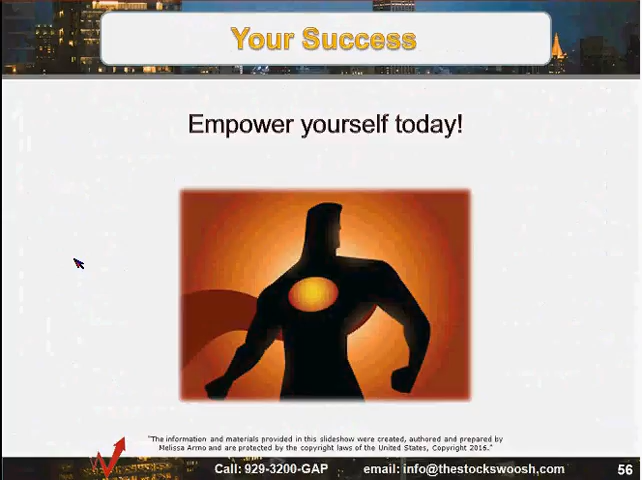 Your Success
Empower yourself today!
"The information and materials provided in this slideshow were created, authored and prepared by
Melissa Armo and are protected by the copyright laws of the United States, Copyright 2016."
Call: 929-3200-GAP email: info@thestockswoosh.com 56